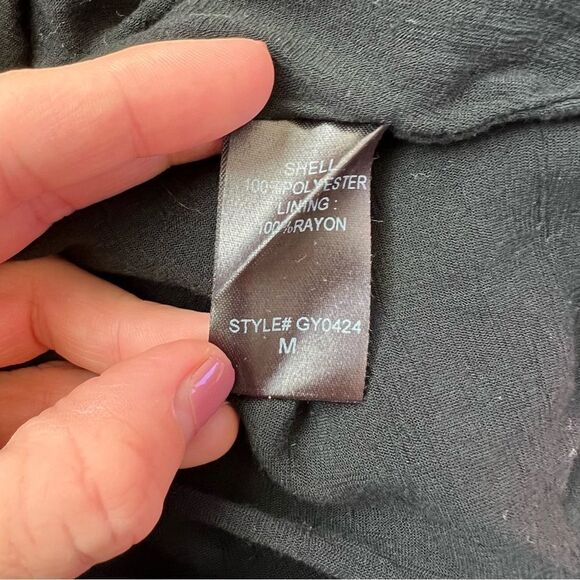 SHELL
100%POLYESTER
LINING :
100%RAYON
STYLE# GY0424
M